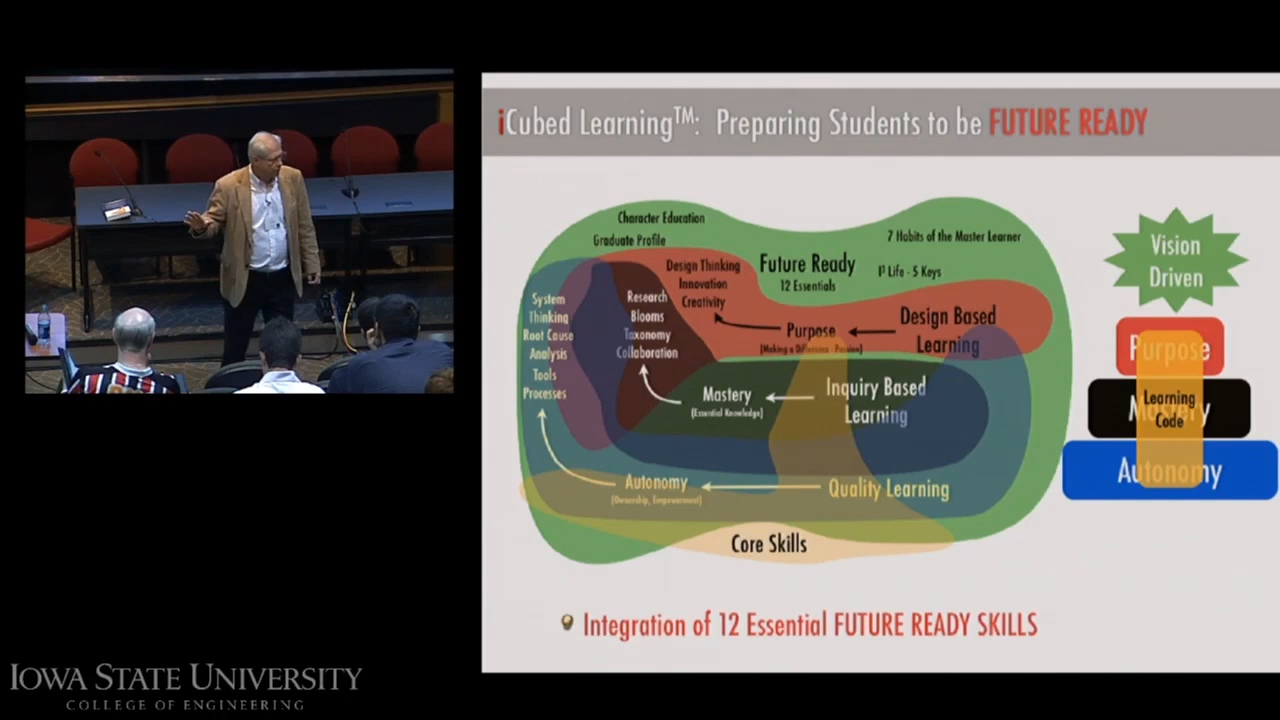 iCubed Learning™: Preparing Students to be FUTURE READY
Character Education
Graduate Profile
7 Habits of the Master Learner
Future Ready
12 Essentials
I³ Life - 5 Keys
Design Thinking
Innovation
Creativity
System
Thinking
Root Cause
Analysis
Tools
Processes
Research
Blooms
Taxonomy
Collaboration
Purpose
(Making a Difference - Passion)
Design Based
Learning
Mastery
(Essential Knowledge)
Inquiry Based
Learning
Autonomy
(Ownership, Empowerment)
Quality Learning
Core Skills
Vision
Driven
Purpose
Mastery
Learning
Code
Autonomy
Integration of 12 Essential FUTURE READY SKILLS
IOWA STATE UNIVERSITY
COLLEGE OF ENGINEERING